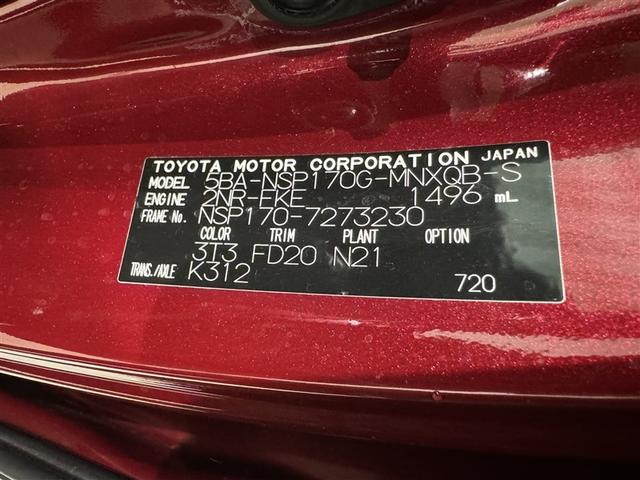 TOYOTA MOTOR CORPORATION JAPAN
MODEL 5BA-NSP170G-MNXQB-S
ENGINE 2NR-FKE 1496 mL
FRAME No. NSP170-7273230
COLOR TRIM PLANT OPTION
3T3 FD20 N21
TRANS./AXLE K312 720